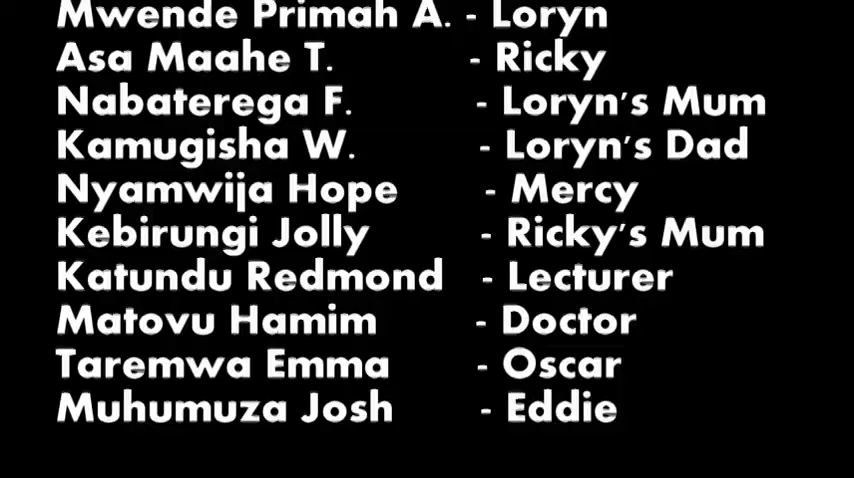 Mwende Primah A. - Loryn
Asa Maahe T. - Ricky
Nabaterega F. - Loryn's Mum
Kamugisha W. - Loryn's Dad
Nyamwija Hope - Mercy
Kebirungi Jolly - Ricky's Mum
Katundu Redmond - Lecturer
Matovu Hamim - Doctor
Taremwa Emma - Oscar
Muhumuza Josh - Eddie